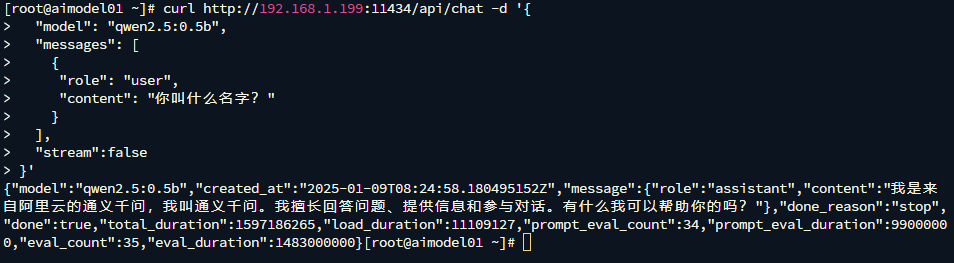 [root@aimodel01 ~]# curl http://192.168.1.199:11434/api/chat -d '{
>   "model": "qwen2.5:0.5b",
>   "messages": [
>     {
>      "role": "user",
>      "content": "你叫什么名字？"
>     }
>   ],
>   "stream":false
> }'
{"model":"qwen2.5:0.5b","created_at":"2025-01-09T08:24:58.180495152Z","message":{"role":"assistant","content":"我是来
自阿里云的通义千问，我叫通义千问。我擅长回答问题、提供信息和参与对话。有什么我可以帮助你的吗？"},"done_reason":"stop",
"done":true,"total_duration":1597186265,"load_duration":11109127,"prompt_eval_count":34,"prompt_eval_duration":9900000
0,"eval_count":35,"eval_duration":1483000000}[root@aimodel01 ~]#